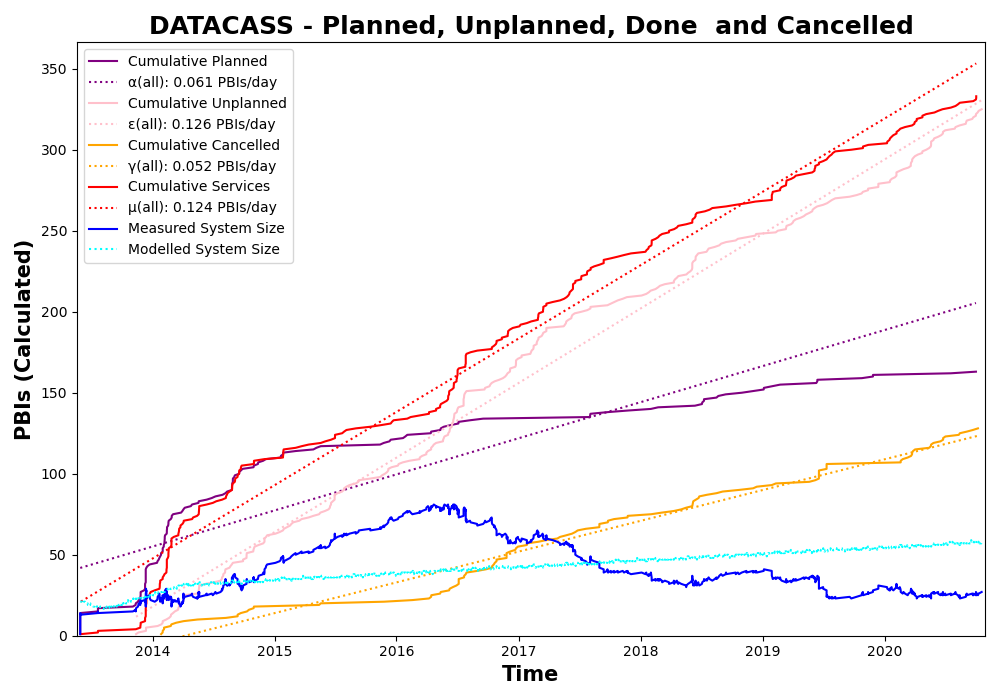 DATACASS - Planned, Unplanned, Done  and Cancelled
PBIs (Calculated)
350
300
250
200
150
100
50
0
Cumulative Planned
α(all): 0.061 PBIs/day
Cumulative Unplanned
ε(all): 0.126 PBIs/day
Cumulative Cancelled
γ(all): 0.052 PBIs/day
Cumulative Services
μ(all): 0.124 PBIs/day
Measured System Size
Modelled System Size
2014 2015 2016 2017 2018 2019 2020
Time